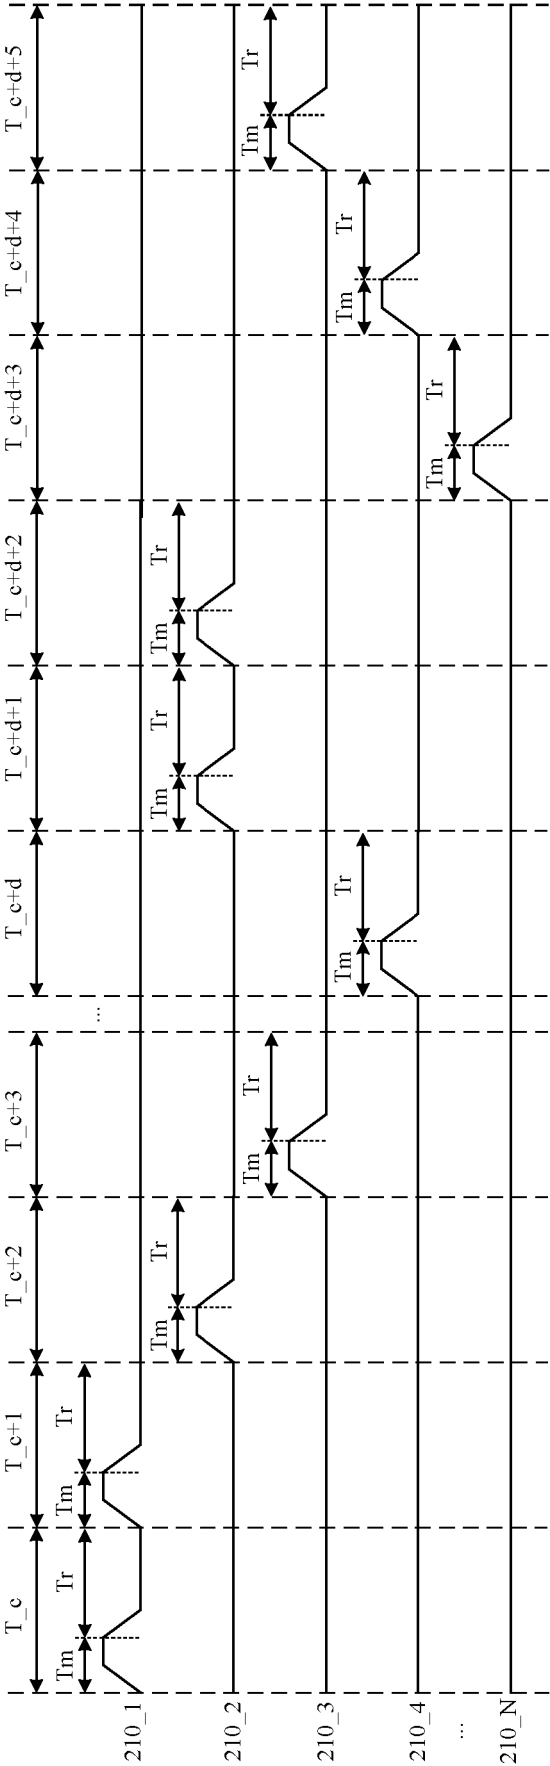 T_c T_c+1 T_c+2 T_c+3 T_c+d T_c+d+1 T_c+d+2 T_c+d+3 T_c+d+4 T_c+d+5
Tm Tr Tm Tr
...
210_1
Tm Tr Tm Tr Tm Tr
210_2
Tm Tr Tm Tr
210_3
Tm Tr Tm Tr
210_4
Tm Tr
...
210_N